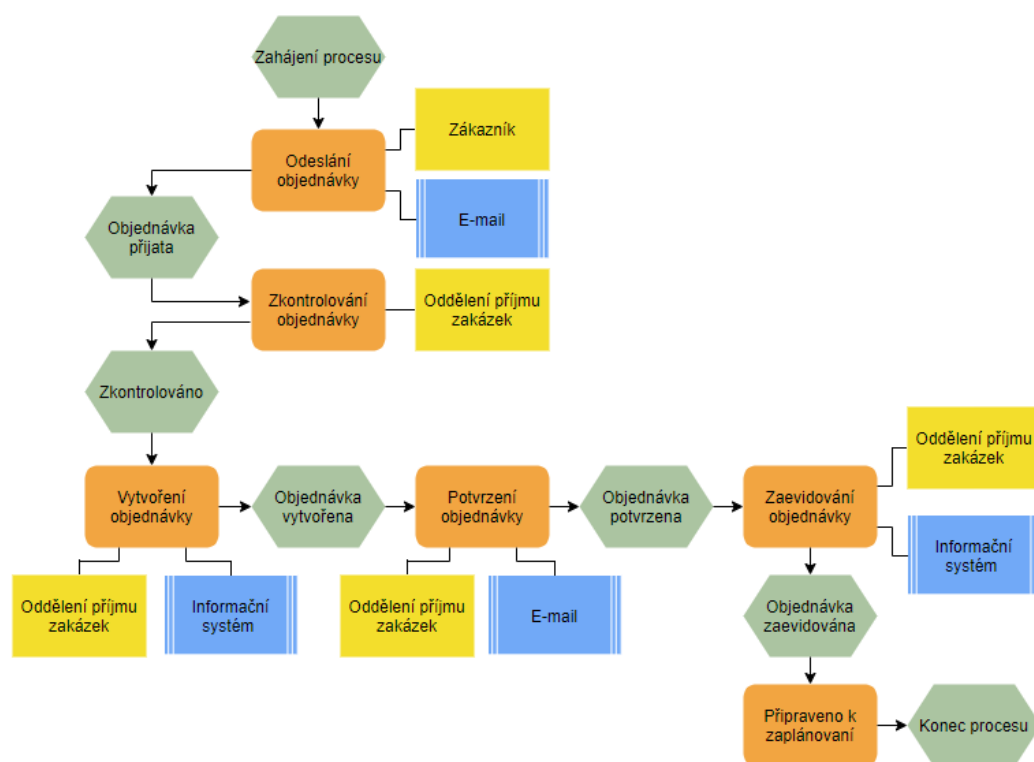 Zahájení procesu
Zákazník
Odeslání
objednávky
E-mail
Objednávka
přijata
Zkontrolování
objednávky
Oddělení příjmu
zakázek
Zkontrolováno
Oddělení příjmu
zakázek
Vytvoření
objednávky
Objednávka
vytvořena
Potvrzení
objednávky
Objednávka
potvrzena
Zaevidování
objednávky
Informační
systém
Oddělení příjmu
zakázek
Informační
systém
Oddělení příjmu
zakázek
E-mail
Objednávka
zaevidována
Připraveno k
zaplánovaní
Konec procesu